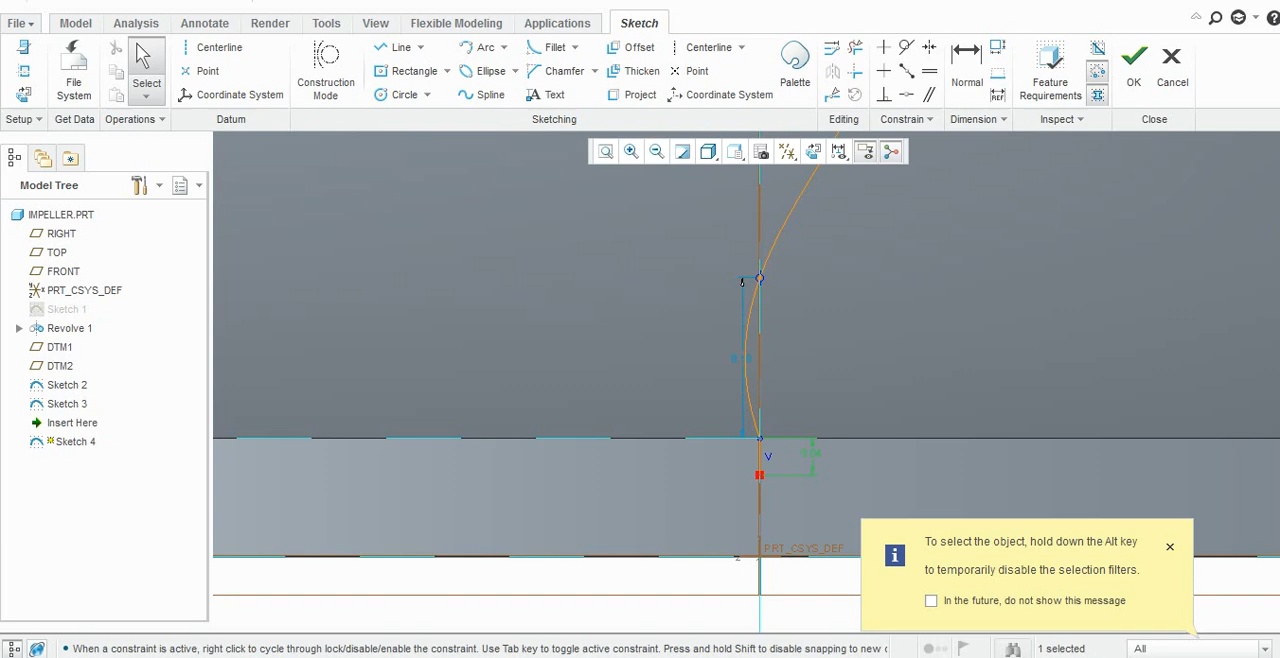 File Model Analysis Annotate Render Tools View Flexible Modeling Applications Sketch
Centerline Line Arc Fillet Offset Centerline
Point Rectangle Ellipse Chamfer Thicken Point
Coordinate System Circle Spline Text Project Coordinate System
File System
Select
Construction Mode
Palette
Normal
REF
Feature Requirements
OK
Cancel
Setup Get Data Operations Datum Sketching Editing Constrain Dimension Inspect Close
Model Tree
IMPELLER.PRT
RIGHT
TOP
FRONT
PRT_CSYS_DEF
Sketch 1
Revolve 1
DTM1
DTM2
Sketch 2
Sketch 3
Insert Here
Sketch 4
V
PRT_CSYS_DEF
To select the object, hold down the Alt key
to temporarily disable the selection filters.
In the future, do not show this message
When a constraint is active, right click to cycle through lock/disable/enable the constraint. Use Tab key to toggle active constraint. Press and hold Shift to disable snapping to new
1 selected
All